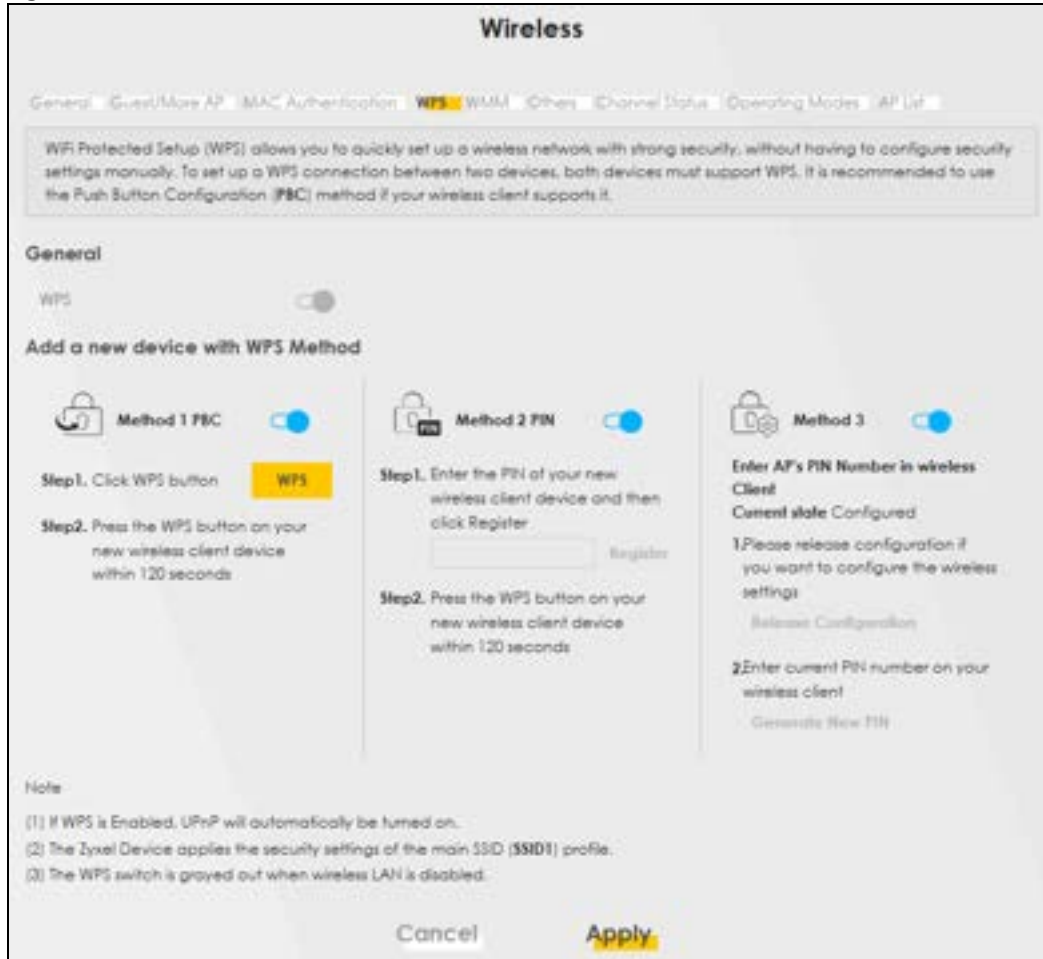 Wireless
General Guest/More AP MAC Authentication WPS WMM Others Channel Status Operating Modes AP List
WiFi Protected Setup (WPS) allows you to quickly set up a wireless network with strong security, without having to configure security
settings manually. To set up a WPS connection between two devices, both devices must support WPS. It is recommended to use
the Push Button Configuration (PBC) method if your wireless client supports it.
General
WPS
Add a new device with WPS Method
Method 1 PBC
Step1. Click WPS button WPS
Step2. Press the WPS button on your
new wireless client device
within 120 seconds
PIN Method 2 PIN
Step1. Enter the PIN of your new
wireless client device and then
click Register
Register
Step2. Press the WPS button on your
new wireless client device
within 120 seconds
Method 3
Enter AP's PIN Number in wireless
Client
Current state Configured
1.Please release configuration if
you want to configure the wireless
settings
Release Configuration
2.Enter current PIN number on your
wireless client
Generate New PIN
Note
(1) If WPS is Enabled, UPnP will automatically be turned on.
(2) The Zyxel Device applies the security settings of the main SSID (SSID1) profile.
(3) The WPS switch is grayed out when wireless LAN is disabled.
Cancel Apply